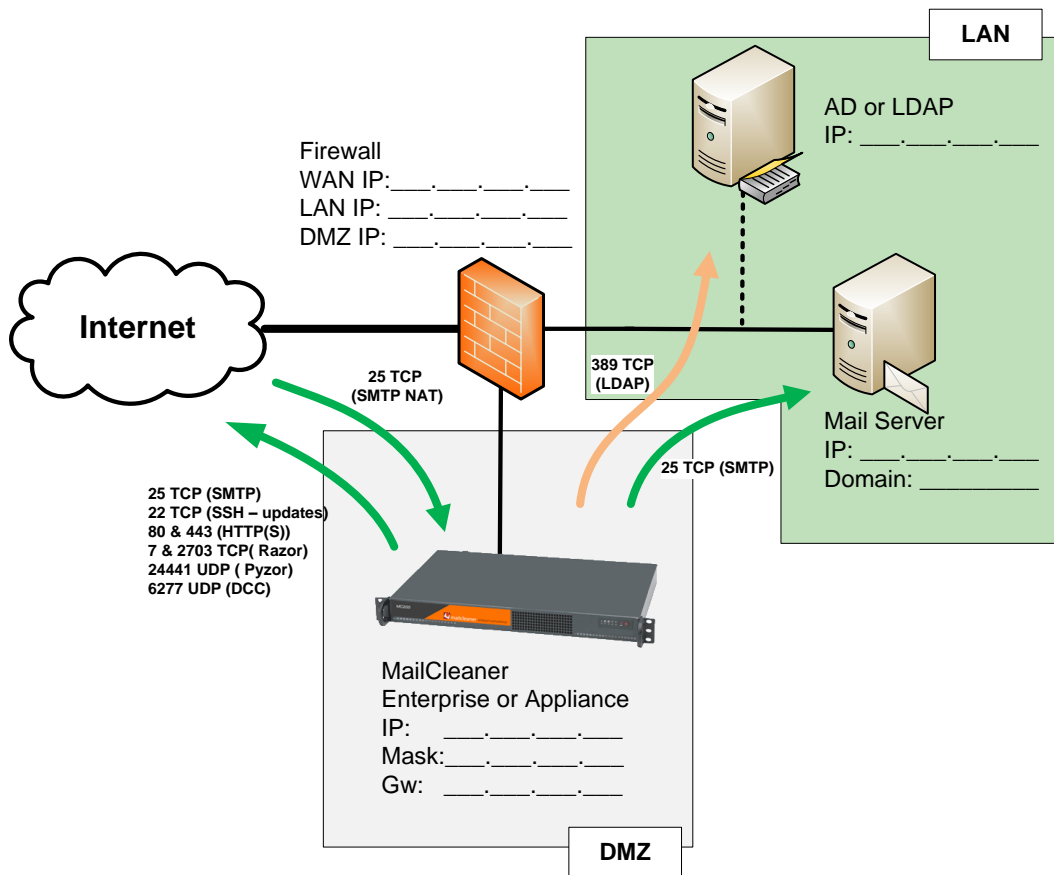 LAN
AD or LDAP
IP: ___.___.___.___
Firewall
WAN IP:___.___.___.___
LAN IP: ___.___.___.___
DMZ IP: ___.___.___.___
Internet
389 TCP
(LDAP)
25 TCP
(SMTP NAT)
Mail Server
IP: ___.___.___.___
Domain: _________
25 TCP (SMTP)
25 TCP (SMTP)
22 TCP (SSH – updates)
80 & 443 (HTTP(S))
7 & 2703 TCP( Razor)
24441 UDP ( Pyzor)
6277 UDP (DCC)
mailcleaner
MailCleaner
Enterprise or Appliance
IP: ___.___.___.___
Mask:___.___.___.___
Gw: ___.___.___.___
DMZ